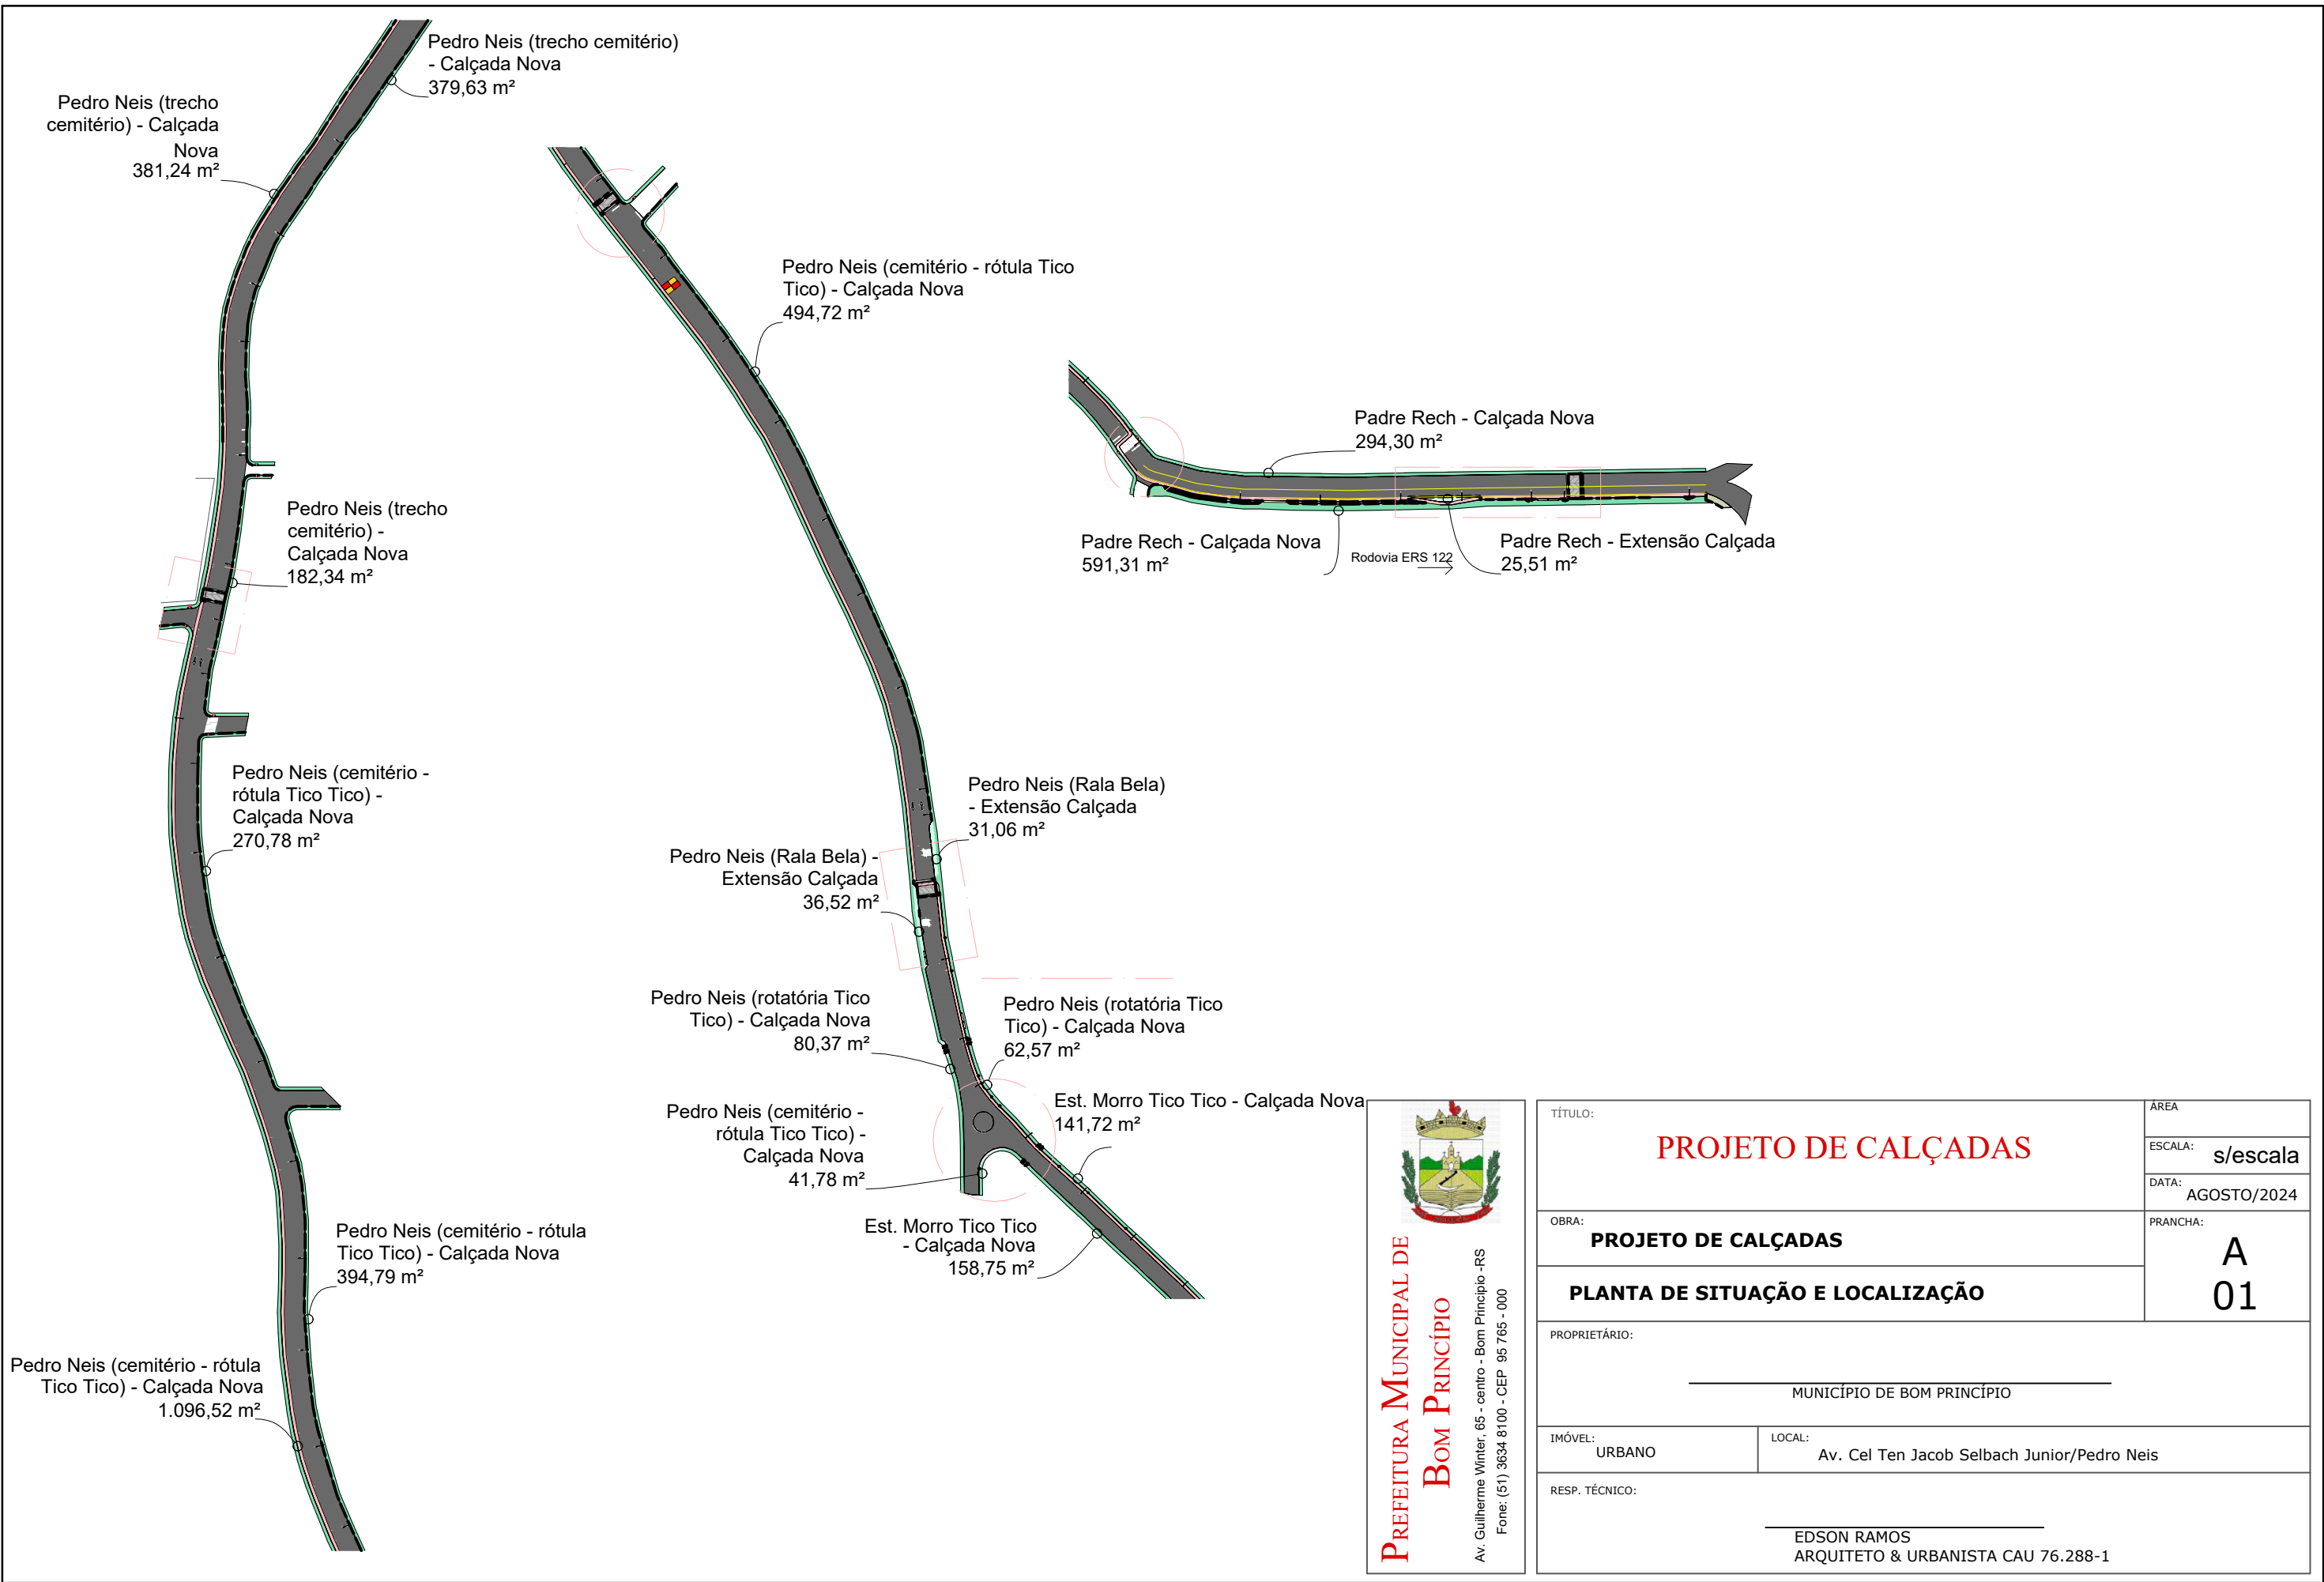 Pedro Neis (trecho cemitério)
- Calçada Nova
379,63 m²
Pedro Neis (trecho
cemitério) - Calçada
Nova
381,24 m²
Pedro Neis (trecho
cemitério) -
Calçada Nova
182,34 m²
Pedro Neis (cemitério -
rótula Tico Tico) -
Calçada Nova
270,78 m²
Pedro Neis (cemitério - rótula
Tico Tico) - Calçada Nova
394,79 m²
Pedro Neis (cemitério - rótula
Tico Tico) - Calçada Nova
1.096,52 m²
Pedro Neis (cemitério - rótula Tico
Tico) - Calçada Nova
494,72 m²
Pedro Neis (Rala Bela)
- Extensão Calçada
31,06 m²
Pedro Neis (Rala Bela) -
Extensão Calçada
36,52 m²
Pedro Neis (rotatória Tico
Tico) - Calçada Nova
80,37 m²
Pedro Neis (rotatória Tico
Tico) - Calçada Nova
62,57 m²
Pedro Neis (cemitério -
rótula Tico Tico) -
Calçada Nova
41,78 m²
Est. Morro Tico Tico - Calçada Nova
141,72 m²
Est. Morro Tico Tico
- Calçada Nova
158,75 m²
Padre Rech - Calçada Nova
294,30 m²
Padre Rech - Calçada Nova
591,31 m²
Rodovia ERS 122
Padre Rech - Extensão Calçada
25,51 m²
PREFEITURA MUNICIPAL DE
BOM PRINCÍPIO
Av. Guilherme Winter, 65 - centro - Bom Principio -RS
Fone: (51) 3634 8100 - CEP 95 765 - 000
TÍTULO:
PROJETO DE CALÇADAS
ÁREA
ESCALA: s/escala
DATA: AGOSTO/2024
OBRA:
PROJETO DE CALÇADAS
PLANTA DE SITUAÇÃO E LOCALIZAÇÃO
PRANCHA:
A
01
PROPRIETÁRIO:
MUNICÍPIO DE BOM PRINCÍPIO
IMÓVEL:
URBANO
LOCAL:
Av. Cel Ten Jacob Selbach Junior/Pedro Neis
RESP. TÉCNICO:
EDSON RAMOS
ARQUITETO & URBANISTA CAU 76.288-1